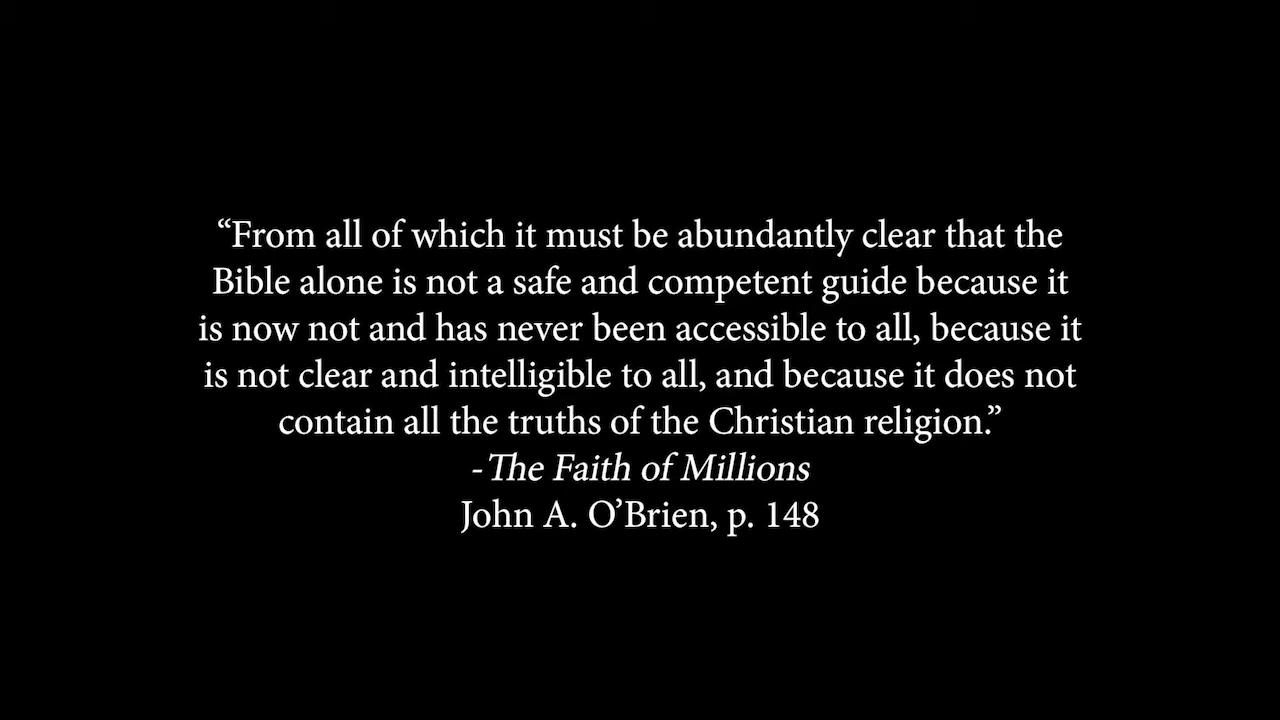 “From all of which it must be abundantly clear that the
Bible alone is not a safe and competent guide because it
is now not and has never been accessible to all, because it
is not clear and intelligible to all, and because it does not
contain all the truths of the Christian religion.”
-The Faith of Millions
John A. O’Brien, p. 148